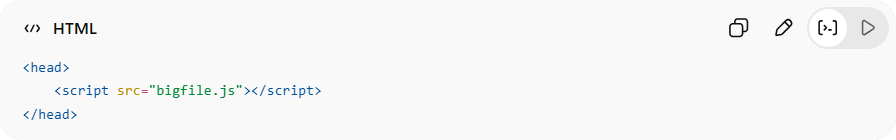 HTML
<head>
    <script src="bigfile.js"></script>
</head>